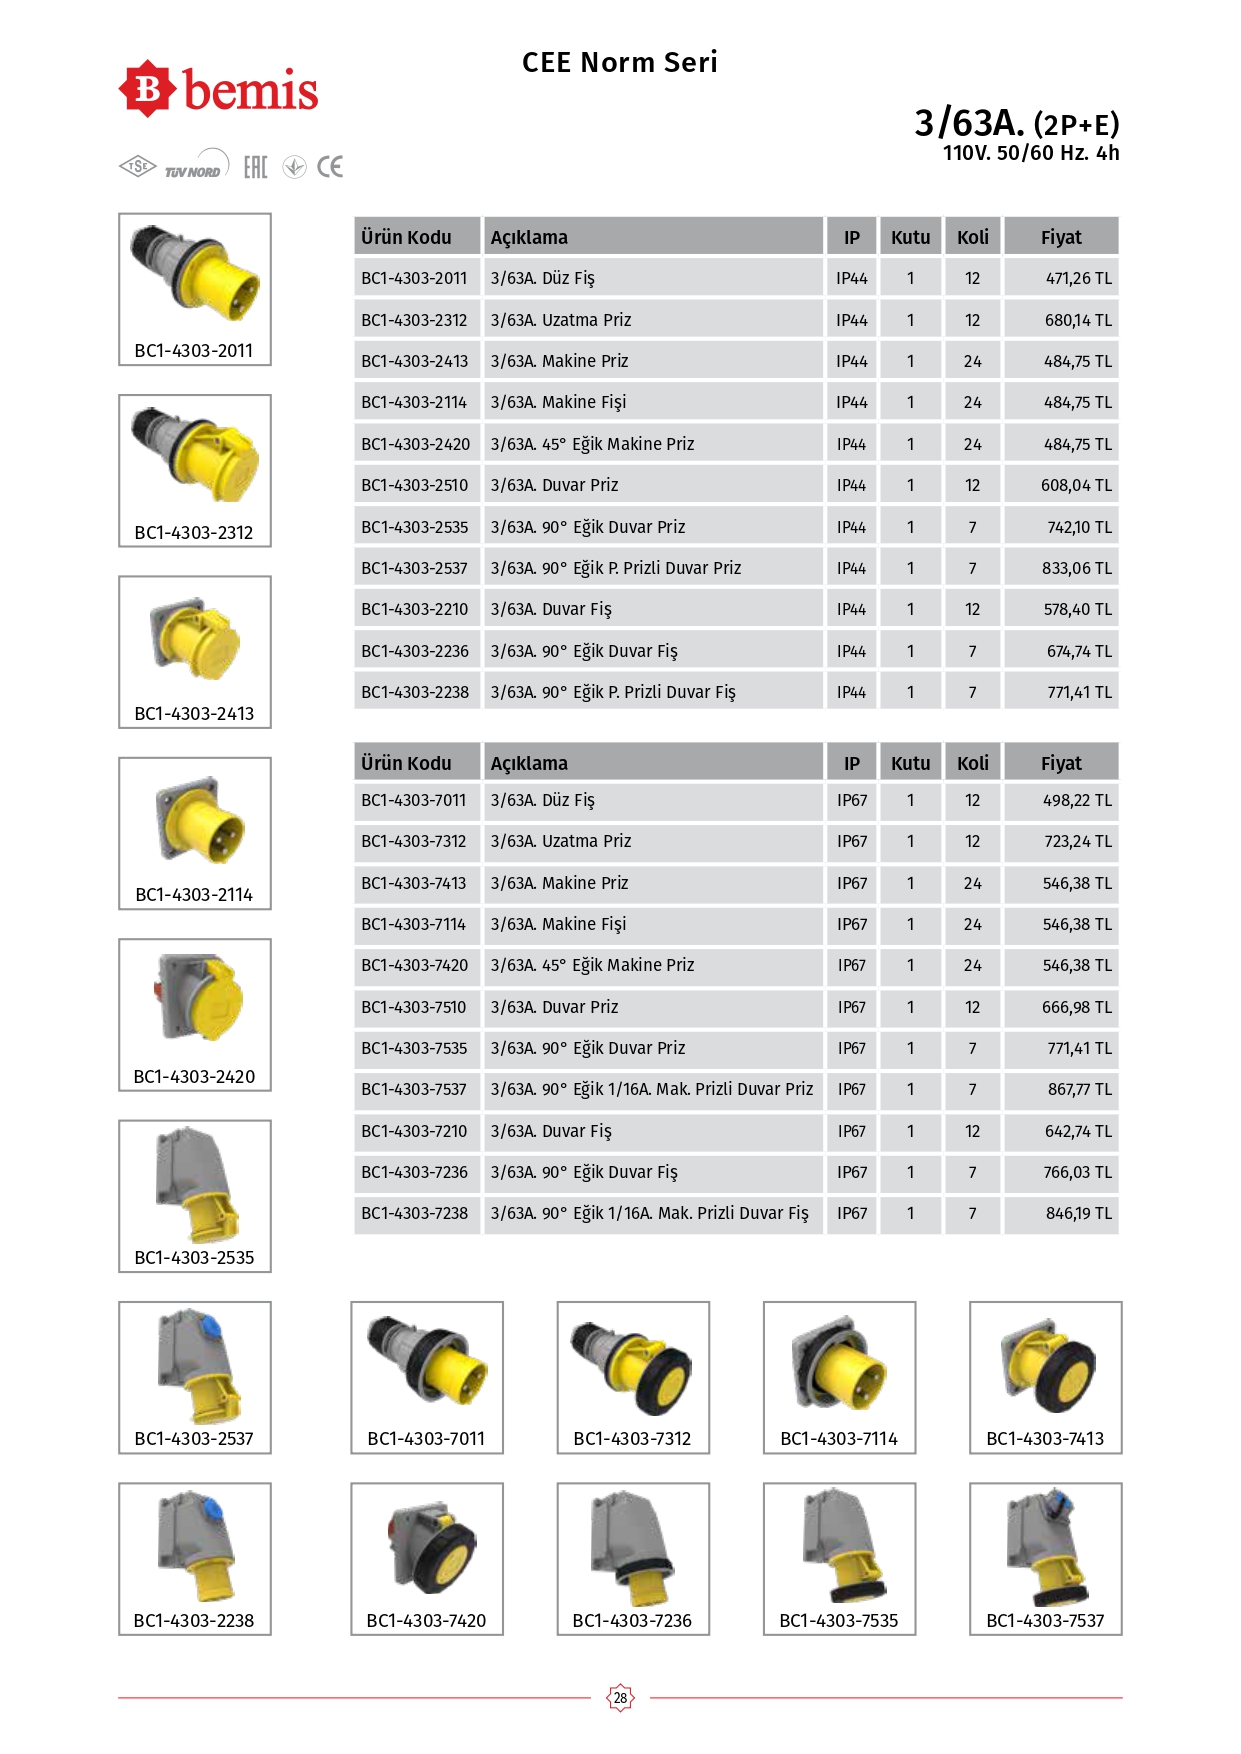 CEE Norm Seri
B bemis
3/63A. (2P+E)
110V. 50/60 Hz. 4h
TSE TÜV NORD EAC CE
Ürün Kodu Açıklama IP Kutu Koli Fiyat
BC1-4303-2011 3/63A. Düz Fiş IP44 1 12 471,26 TL
BC1-4303-2312 3/63A. Uzatma Priz IP44 1 12 680,14 TL
BC1-4303-2413 3/63A. Makine Priz IP44 1 24 484,75 TL
BC1-4303-2114 3/63A. Makine Fişi IP44 1 24 484,75 TL
BC1-4303-2420 3/63A. 45° Eğik Makine Priz IP44 1 24 484,75 TL
BC1-4303-2510 3/63A. Duvar Priz IP44 1 12 608,04 TL
BC1-4303-2535 3/63A. 90° Eğik Duvar Priz IP44 1 7 742,10 TL
BC1-4303-2537 3/63A. 90° Eğik P. Prizli Duvar Priz IP44 1 7 833,06 TL
BC1-4303-2210 3/63A. Duvar Fiş IP44 1 12 578,40 TL
BC1-4303-2236 3/63A. 90° Eğik Duvar Fiş IP44 1 7 674,74 TL
BC1-4303-2238 3/63A. 90° Eğik P. Prizli Duvar Fiş IP44 1 7 771,41 TL
Ürün Kodu Açıklama IP Kutu Koli Fiyat
BC1-4303-7011 3/63A. Düz Fiş IP67 1 12 498,22 TL
BC1-4303-7312 3/63A. Uzatma Priz IP67 1 12 723,24 TL
BC1-4303-7413 3/63A. Makine Priz IP67 1 24 546,38 TL
BC1-4303-7114 3/63A. Makine Fişi IP67 1 24 546,38 TL
BC1-4303-7420 3/63A. 45° Eğik Makine Priz IP67 1 24 546,38 TL
BC1-4303-7510 3/63A. Duvar Priz IP67 1 12 666,98 TL
BC1-4303-7535 3/63A. 90° Eğik Duvar Priz IP67 1 7 771,41 TL
BC1-4303-7537 3/63A. 90° Eğik 1/16A. Mak. Prizli Duvar Priz IP67 1 7 867,77 TL
BC1-4303-7210 3/63A. Duvar Fiş IP67 1 12 642,74 TL
BC1-4303-7236 3/63A. 90° Eğik Duvar Fiş IP67 1 7 766,03 TL
BC1-4303-7238 3/63A. 90° Eğik 1/16A. Mak. Prizli Duvar Fiş IP67 1 7 846,19 TL
BC1-4303-2011
BC1-4303-2312
BC1-4303-2413
BC1-4303-2114
BC1-4303-2420
BC1-4303-2535
BC1-4303-2537 BC1-4303-7011 BC1-4303-7312 BC1-4303-7114 BC1-4303-7413
BC1-4303-2238 BC1-4303-7420 BC1-4303-7236 BC1-4303-7535 BC1-4303-7537
28